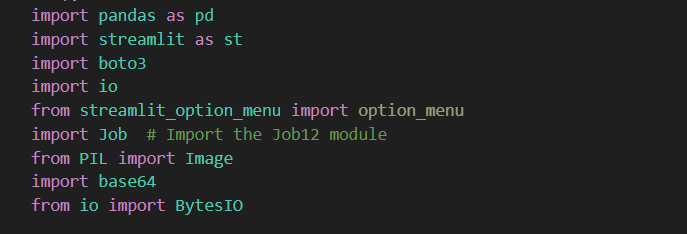 import pandas as pd
import streamlit as st
import boto3
import io
from streamlit_option_menu import option_menu
import Job  # Import the Job12 module
from PIL import Image
import base64
from io import BytesIO